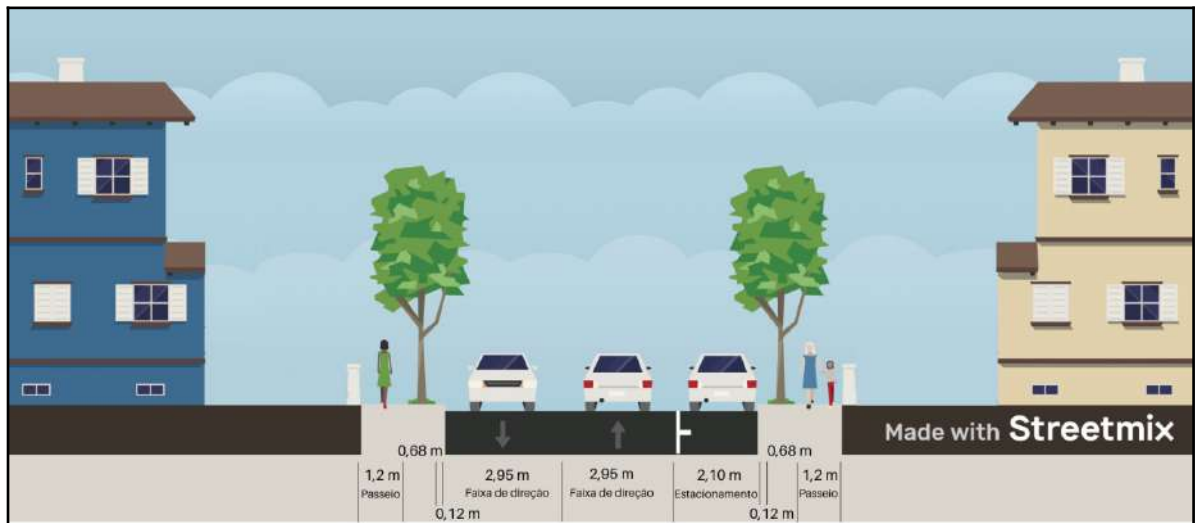 Made with Streetmix
0,68 m
0,68 m
1,2 m
Passeio
2,95 m
Faixa de direção
2,95 m
Faixa de direção
2,10 m
Estacionamento
1,2 m
Passeio
0,12 m
0,12 m